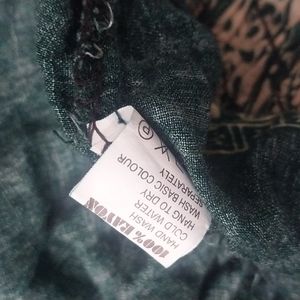 100% RAYON
HAND WASH
COLD WATER
HANG TO DRY
WASH BASIC COLOUR
SEPARATELY